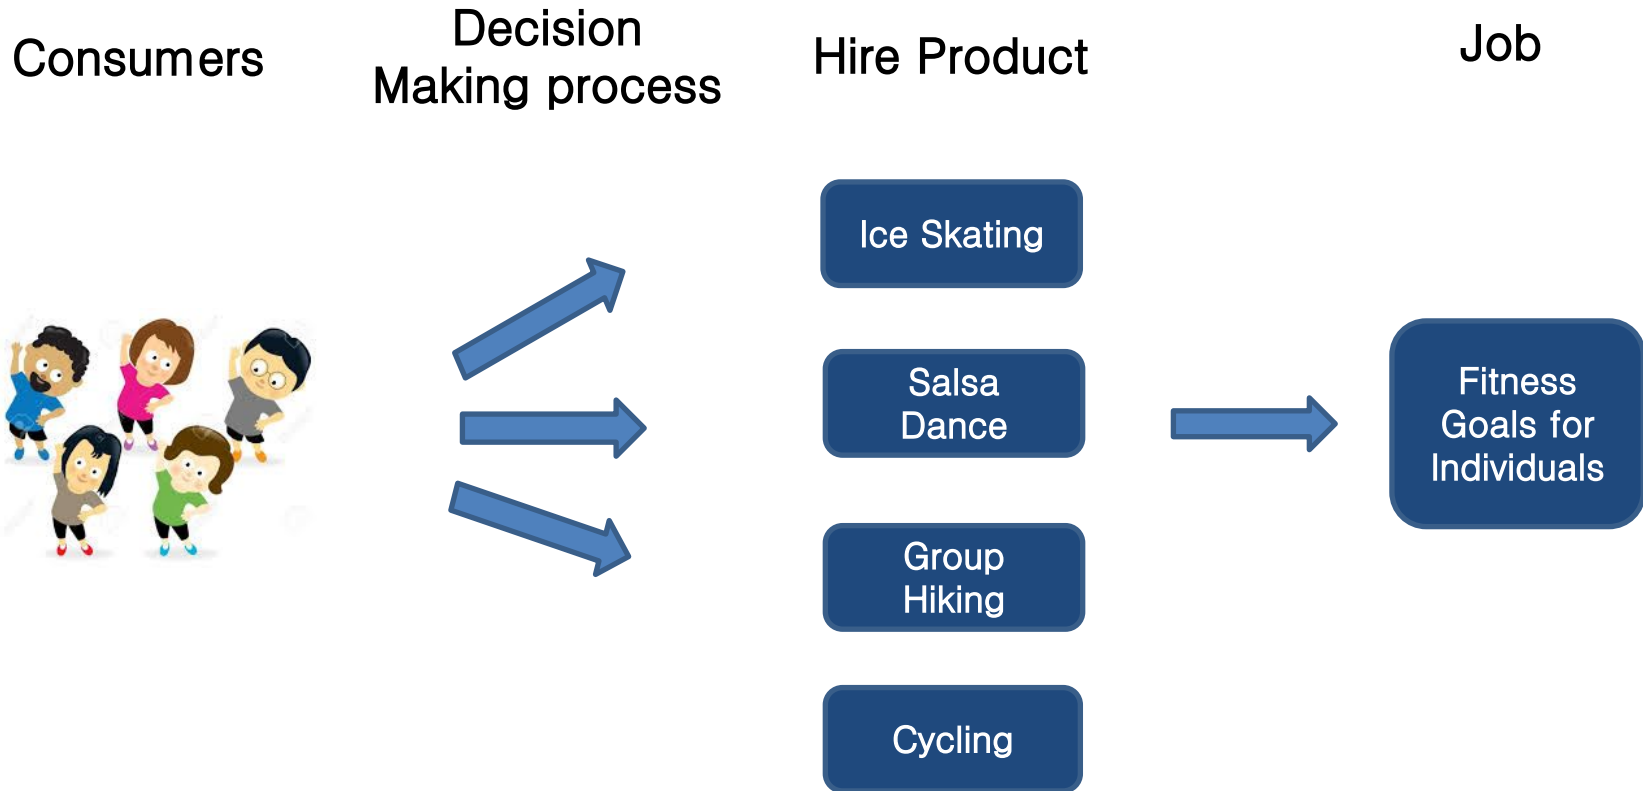 Consumers
Decision
Making process
Hire Product
Job
Ice Skating
Salsa
Dance
Group
Hiking
Cycling
Fitness
Goals for
Individuals